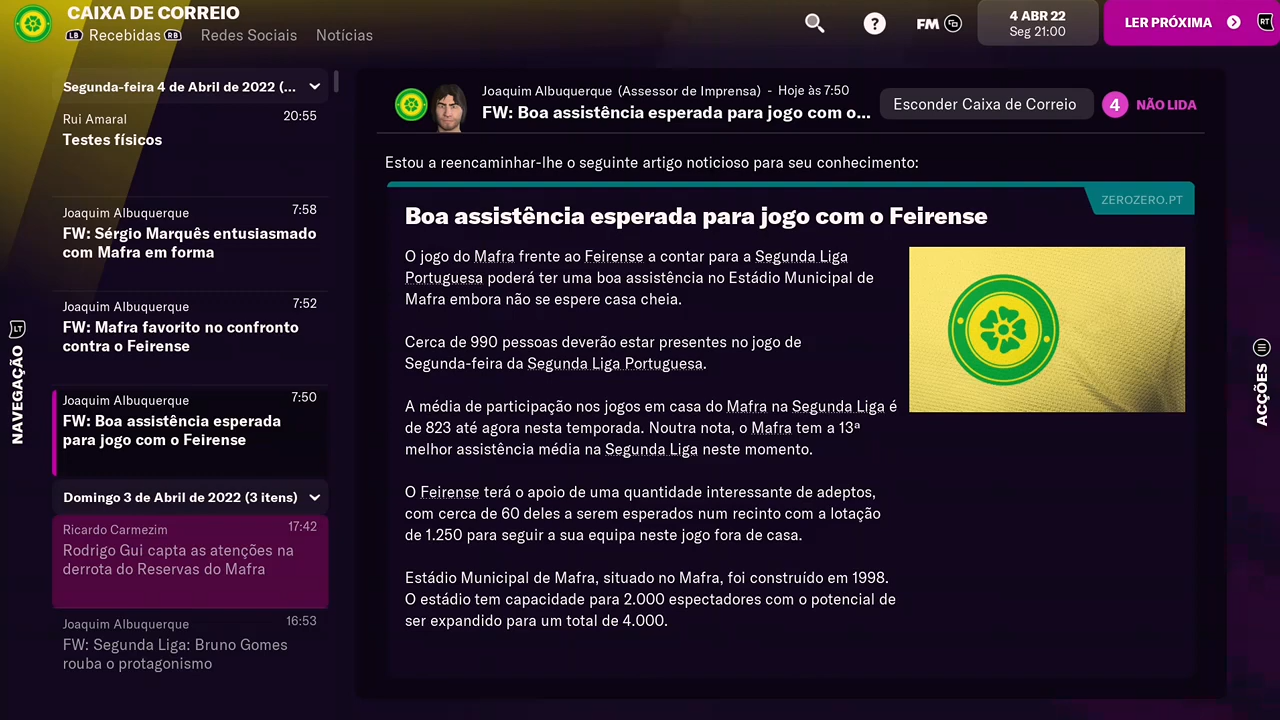 CAIXA DE CORREIO
LB Recebidas RB Redes Sociais Notícias
?
FM
4 ABR 22
Seg 21:00
LER PRÓXIMA
RT
Segunda-feira 4 de Abril de 2022 (...
Rui Amaral 20:55
Testes físicos
Joaquim Albuquerque 7:58
FW: Sérgio Marquês entusiasmado
com Mafra em forma
Joaquim Albuquerque 7:52
FW: Mafra favorito no confronto
contra o Feirense
Joaquim Albuquerque 7:50
FW: Boa assistência esperada
para jogo com o Feirense
Domingo 3 de Abril de 2022 (3 itens)
Ricardo Carmezim 17:42
Rodrigo Gui capta as atenções na
derrota do Reservas do Mafra
Joaquim Albuquerque 16:53
FW: Segunda Liga: Bruno Gomes
rouba o protagonismo
NAVEGAÇÃO LT
Joaquim Albuquerque (Assessor de Imprensa) - Hoje às 7:50
FW: Boa assistência esperada para jogo com o...
Esconder Caixa de Correio
4 NÃO LIDA
Estou a reencaminhar-lhe o seguinte artigo noticioso para seu conhecimento:
ZEROZERO.PT
Boa assistência esperada para jogo com o Feirense
O jogo do Mafra frente ao Feirense a contar para a Segunda Liga
Portuguesa poderá ter uma boa assistência no Estádio Municipal de
Mafra embora não se espere casa cheia.
Cerca de 990 pessoas deverão estar presentes no jogo de
Segunda-feira da Segunda Liga Portuguesa.
A média de participação nos jogos em casa do Mafra na Segunda Liga é
de 823 até agora nesta temporada. Noutra nota, o Mafra tem a 13ª
melhor assistência média na Segunda Liga neste momento.
O Feirense terá o apoio de uma quantidade interessante de adeptos,
com cerca de 60 deles a serem esperados num recinto com a lotação
de 1.250 para seguir a sua equipa neste jogo fora de casa.
Estádio Municipal de Mafra, situado no Mafra, foi construído em 1998.
O estádio tem capacidade para 2.000 espectadores com o potencial de
ser expandido para um total de 4.000.
ACÇÕES